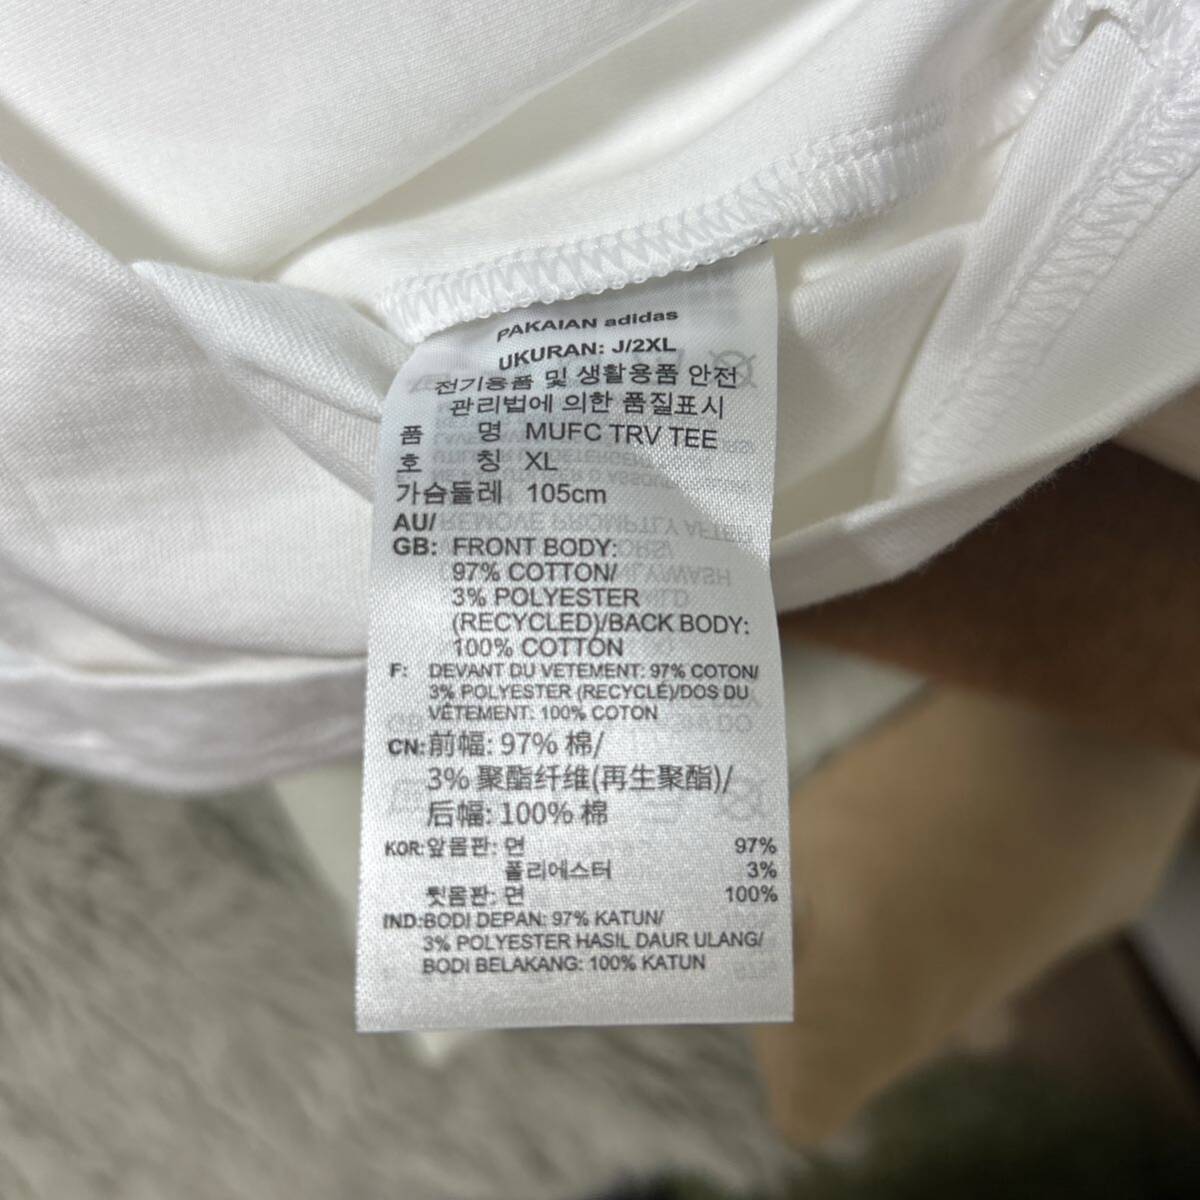 PAKAIAN adidas
UKURAN: J/2XL
전기용품 및 생활용품 안전
관리법에 의한 품질표시
품 명 MUFC TRV TEE
호 칭 XL
가슴둘레 105cm
AU/
GB: FRONT BODY:
97% COTTON/
3% POLYESTER
(RECYCLED)/BACK BODY:
100% COTTON
F: DEVANT DU VETEMENT: 97% COTON/
3% POLYESTER (RECYCLÉ)/DOS DU
VÊTEMENT: 100% COTON
CN: 前幅: 97% 棉/
3% 聚酯纤维(再生聚酯)/
后幅: 100% 棉
KOR: 앞몸판: 면 97%
폴리에스터 3%
뒷몸판: 면 100%
IND: BODI DEPAN: 97% KATUN/
3% POLYESTER HASIL DAUR ULANG/
BODI BELAKANG: 100% KATUN